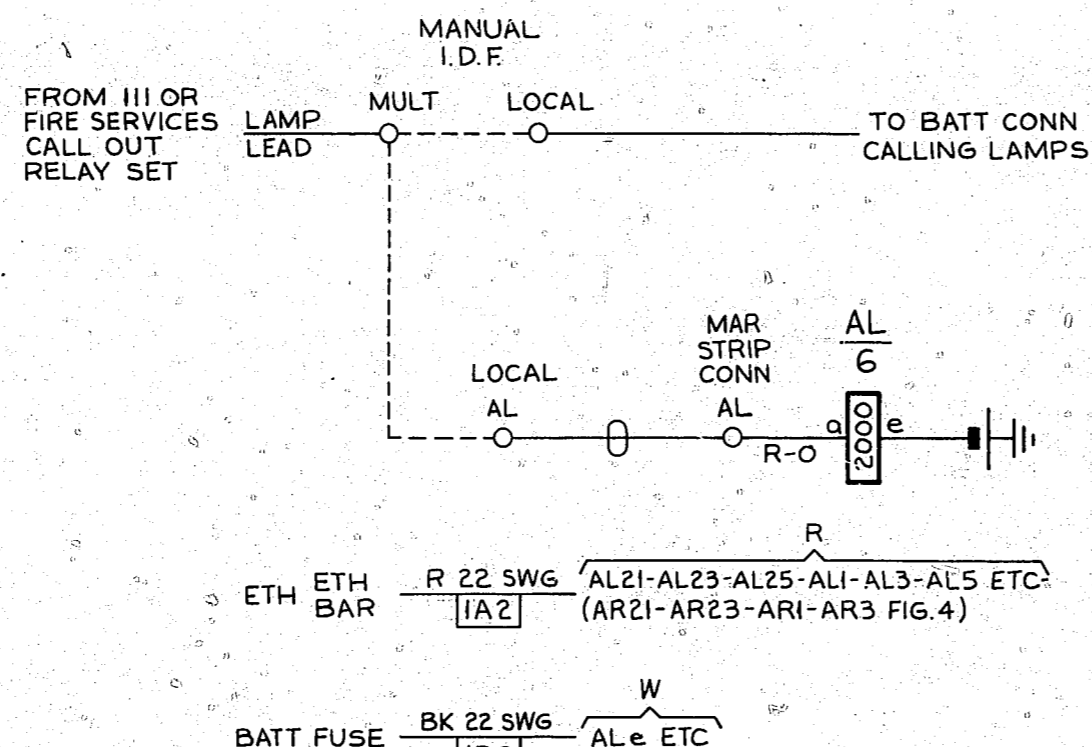 MANUAL
I.D.F.
FROM 111 OR
FIRE SERVICES
CALL OUT
RELAY SET
LAMP
LEAD
MULT
LOCAL
TO BATT CONN
CALLING LAMPS
LOCAL
AL
MAR
STRIP
CONN
AL
R-O
AL
6
a
2000
e
R
ETH ETH
BAR
R 22 SWG
1A2
AL21-AL23-AL25-AL1-AL3-AL5 ETC-
(AR21-AR23-AR1-AR3 FIG.4)
W
BATT FUSE
BK 22 SWG
ALe ETC